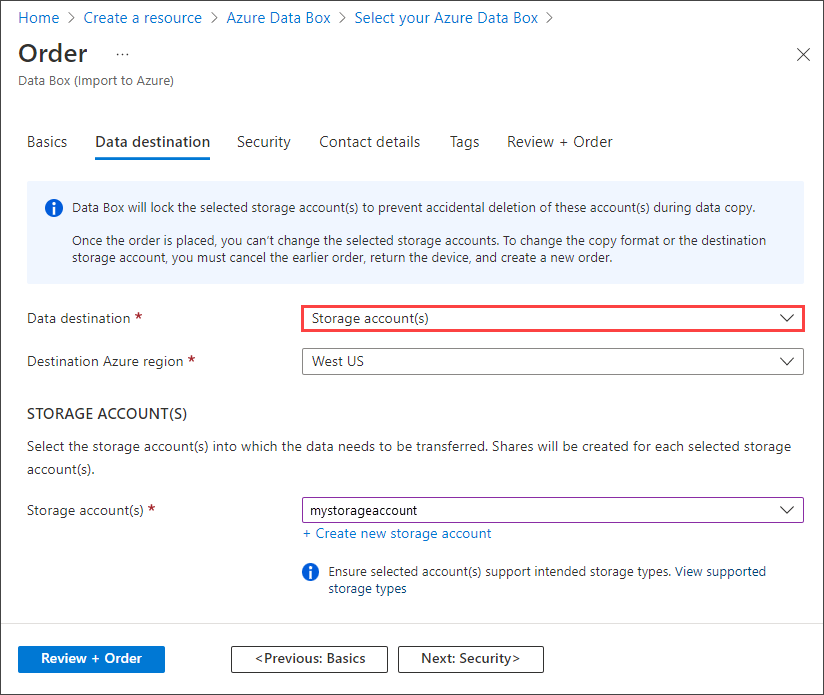 Home > Create a resource > Azure Data Box > Select your Azure Data Box >
Order ...
Data Box (Import to Azure)
Basics Data destination Security Contact details Tags Review + Order
Data Box will lock the selected storage account(s) to prevent accidental deletion of these account(s) during data copy.
Once the order is placed, you can't change the selected storage accounts. To change the copy format or the destination
storage account, you must cancel the earlier order, return the device, and create a new order.
Data destination * Storage account(s)
Destination Azure region * West US
STORAGE ACCOUNT(S)
Select the storage account(s) into which the data needs to be transferred. Shares will be created for each selected storage
account(s).
Storage account(s) * mystorageaccount
+ Create new storage account
Ensure selected account(s) support intended storage types. View supported
storage types
Review + Order <Previous: Basics Next: Security>